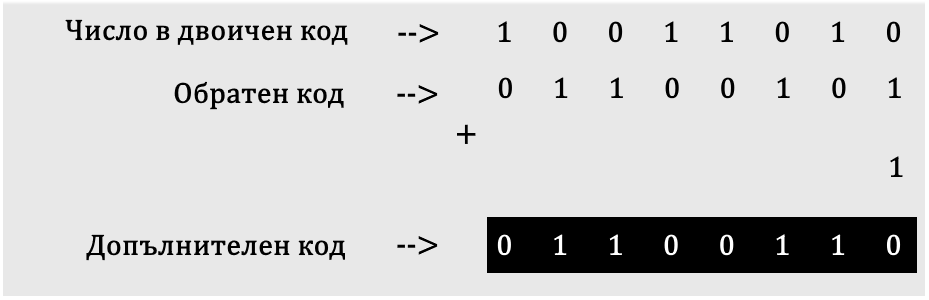 Число в двоичен код --> 1 0 0 1 1 0 1 0
Обратен код --> 0 1 1 0 0 1 0 1
+
1
Допълнителен код --> 0 1 1 0 0 1 1 0